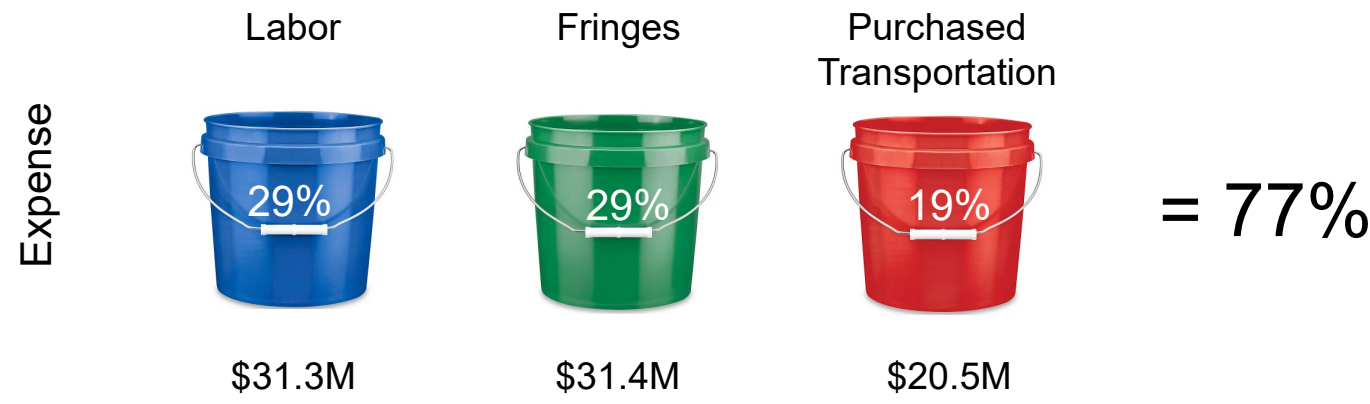 Labor
Fringes
Purchased
Transportation
Expense
29%
29%
19%
= 77%
$31.3M
$31.4M
$20.5M